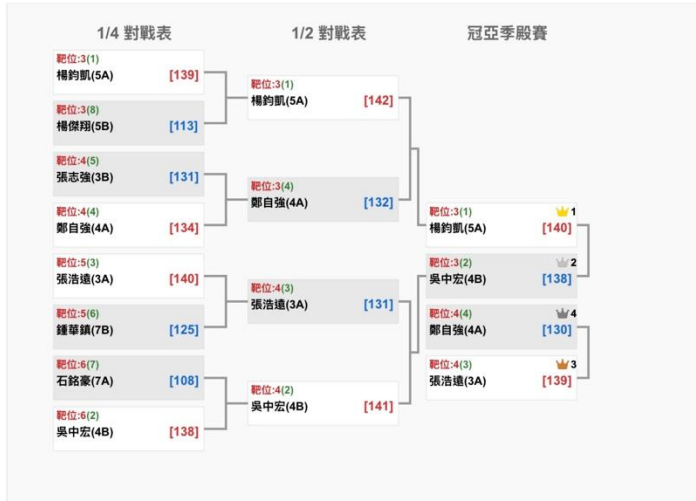 1/4 對戰表
靶位:3(1)
楊鈞凱(5A) [139]
靶位:3(8)
楊傑翔(5B) [113]
靶位:4(5)
張志強(3B) [131]
靶位:4(4)
鄭自強(4A) [134]
靶位:5(3)
張浩遠(3A) [140]
靶位:5(6)
鍾華鎮(7B) [125]
靶位:6(7)
石銘豪(7A) [108]
靶位:6(2)
吳中宏(4B) [138]
1/2 對戰表
靶位:3(1)
楊鈞凱(5A) [142]
靶位:3(4)
鄭自強(4A) [132]
靶位:4(3)
張浩遠(3A) [131]
靶位:4(2)
吳中宏(4B) [141]
冠亞季殿賽
靶位:3(1) 1
楊鈞凱(5A) [140]
靶位:3(2) 2
吳中宏(4B) [138]
靶位:4(4) 4
鄭自強(4A) [130]
靶位:4(3) 3
張浩遠(3A) [139]